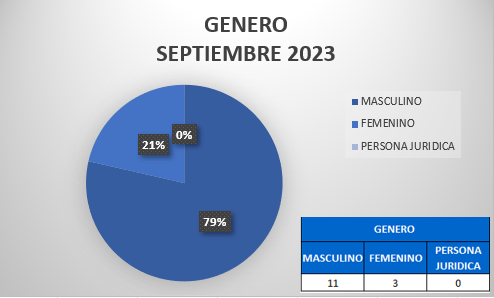 GENERO
SEPTIEMBRE 2023
0%
21%
79%
MASCULINO
FEMENINO
PERSONA JURIDICA
GENERO
MASCULINO FEMENINO PERSONA JURIDICA
11 3 0